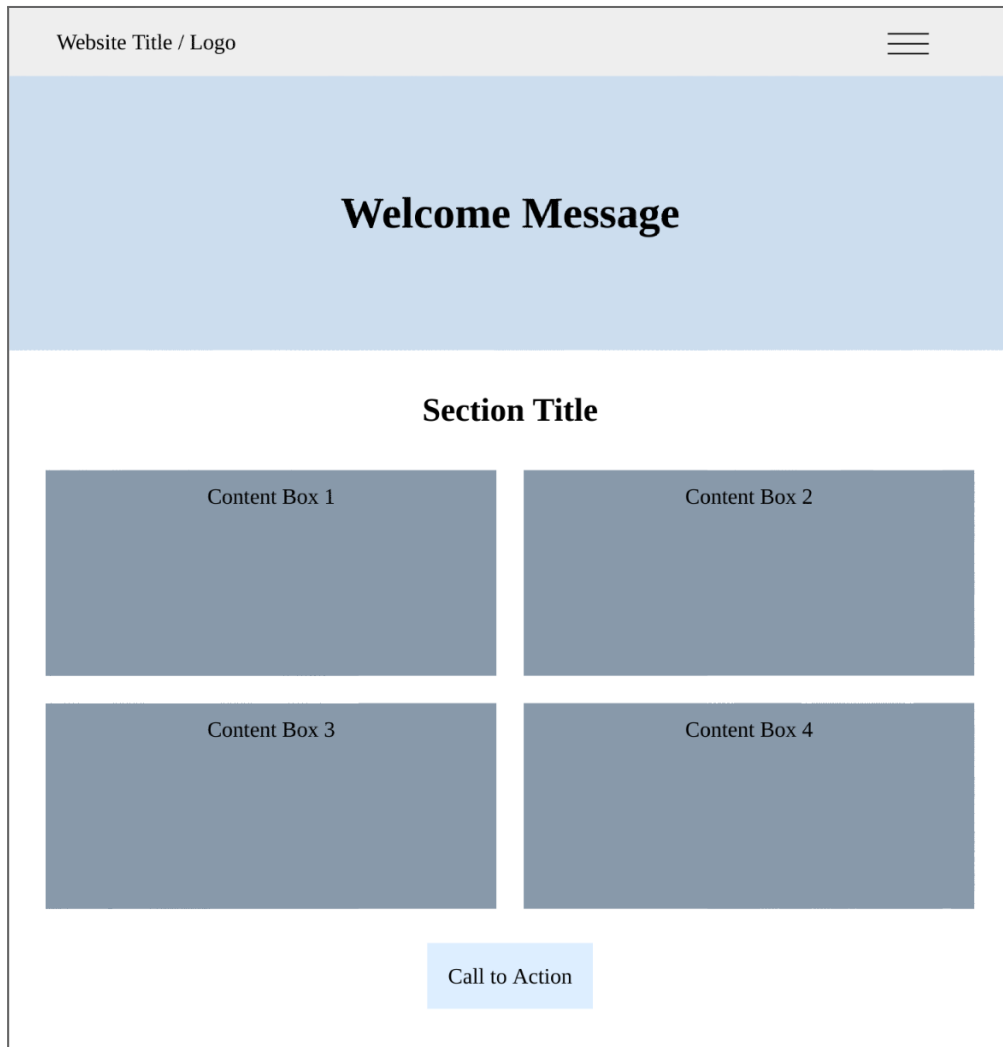 Website Title / Logo
Welcome Message
Section Title
Content Box 1
Content Box 2
Content Box 3
Content Box 4
Call to Action